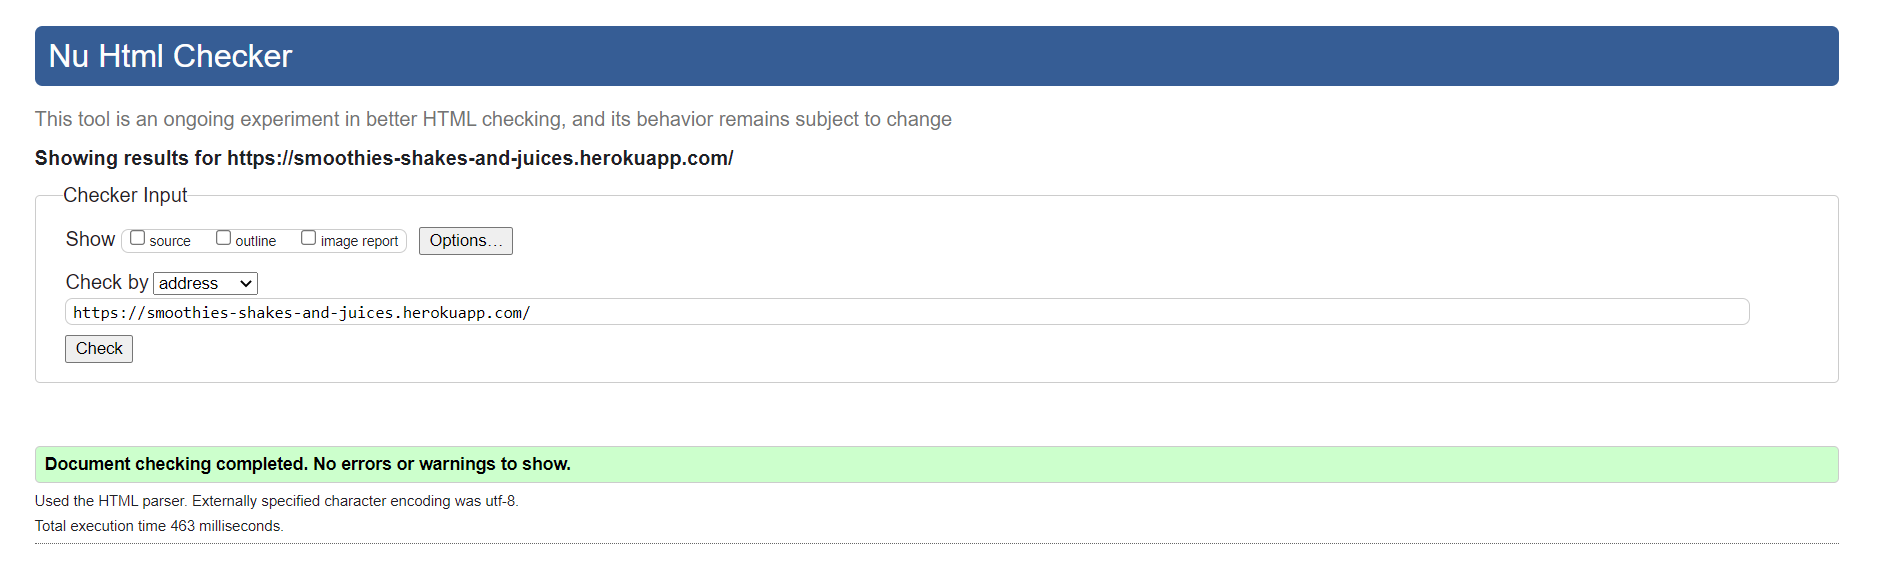 Nu Html Checker
This tool is an ongoing experiment in better HTML checking, and its behavior remains subject to change
Showing results for https://smoothies-shakes-and-juices.herokuapp.com/
Checker Input
Show source outline image report Options...
Check by address
https://smoothies-shakes-and-juices.herokuapp.com/
Check
Document checking completed. No errors or warnings to show.
Used the HTML parser. Externally specified character encoding was utf-8.
Total execution time 463 milliseconds.